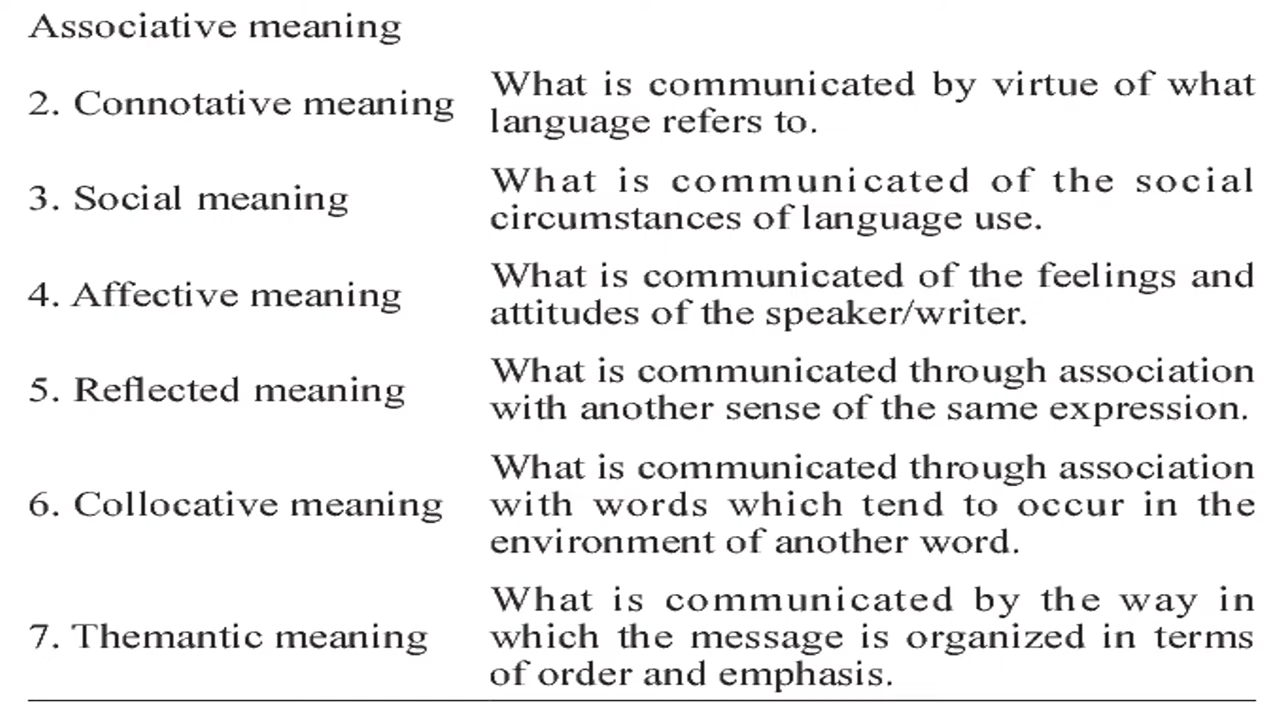 Associative meaning
2. Connotative meaning
What is communicated by virtue of what
language refers to.
3. Social meaning
What is communicated of the social
circumstances of language use.
4. Affective meaning
What is communicated of the feelings and
attitudes of the speaker/writer.
5. Reflected meaning
What is communicated through association
with another sense of the same expression.
6. Collocative meaning
What is communicated through association
with words which tend to occur in the
environment of another word.
7. Themantic meaning
What is communicated by the way in
which the message is organized in terms
of order and emphasis.